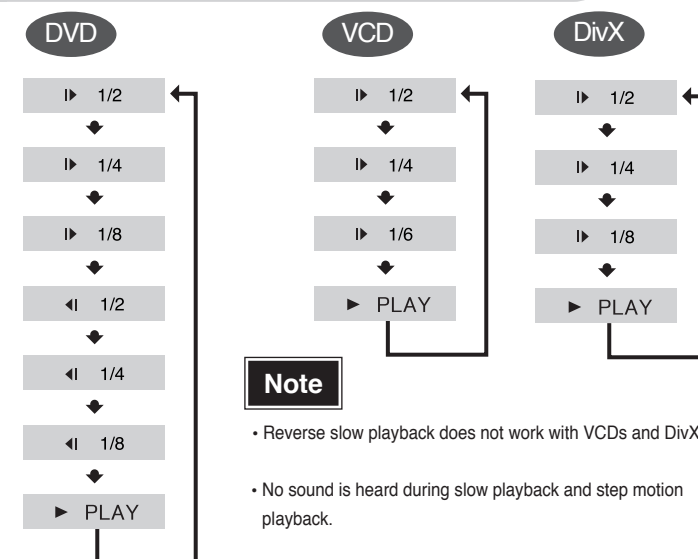 DVD
I▶ 1/2
I▶ 1/4
I▶ 1/8
◀I 1/2
◀I 1/4
◀I 1/8
► PLAY
VCD
I▶ 1/2
I▶ 1/4
I▶ 1/6
► PLAY
DivX
I▶ 1/2
I▶ 1/4
I▶ 1/8
► PLAY
Note
• Reverse slow playback does not work with VCDs and DivX
• No sound is heard during slow playback and step motion
playback.